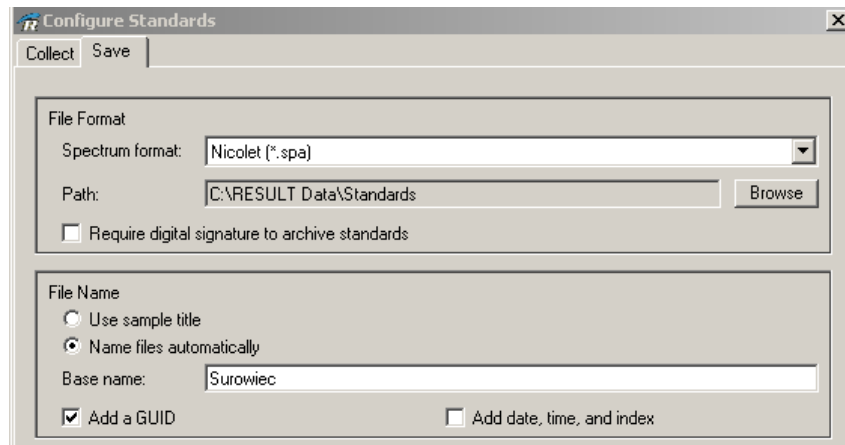 Configure Standards
Collect Save
File Format
Spectrum format: Nicolet (*.spa)
Path: C:\RESULT Data\Standards Browse
Require digital signature to archive standards
File Name
Use sample title
Name files automatically
Base name: Surowiec
Add a GUID Add date, time, and index